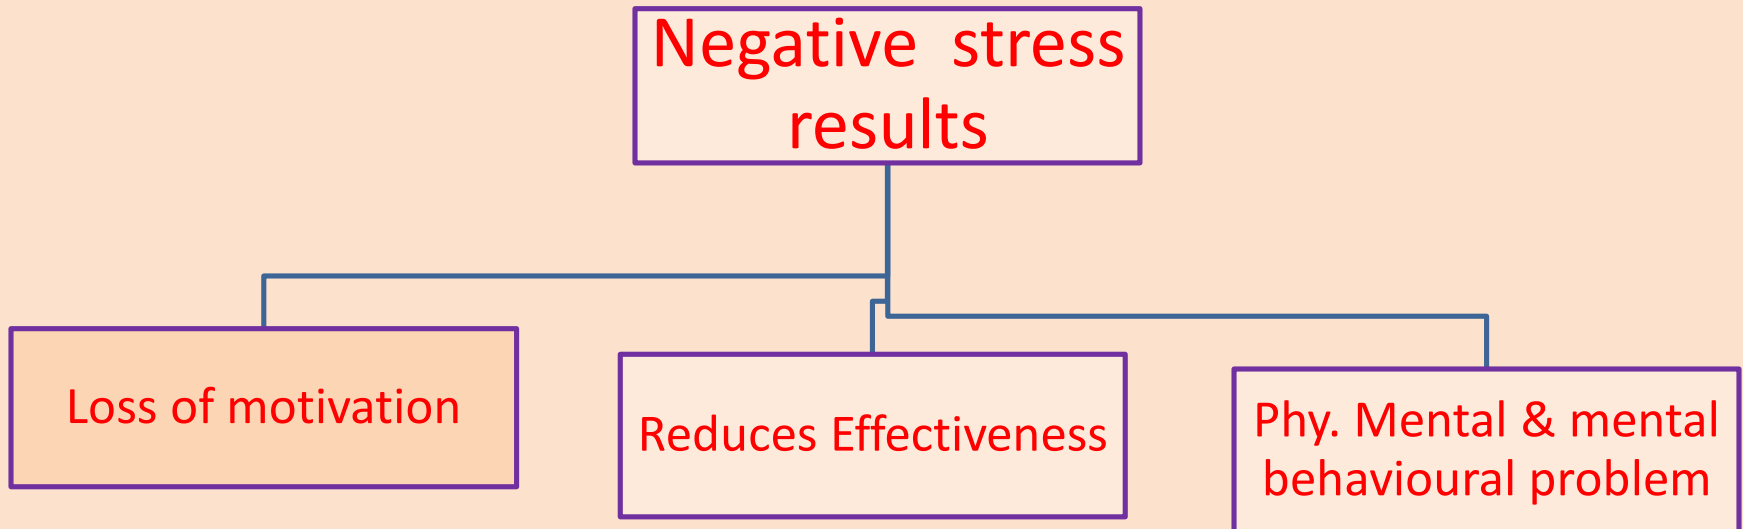 Negative stress
results
Loss of motivation
Reduces Effectiveness
Phy. Mental & mental
behavioural problem